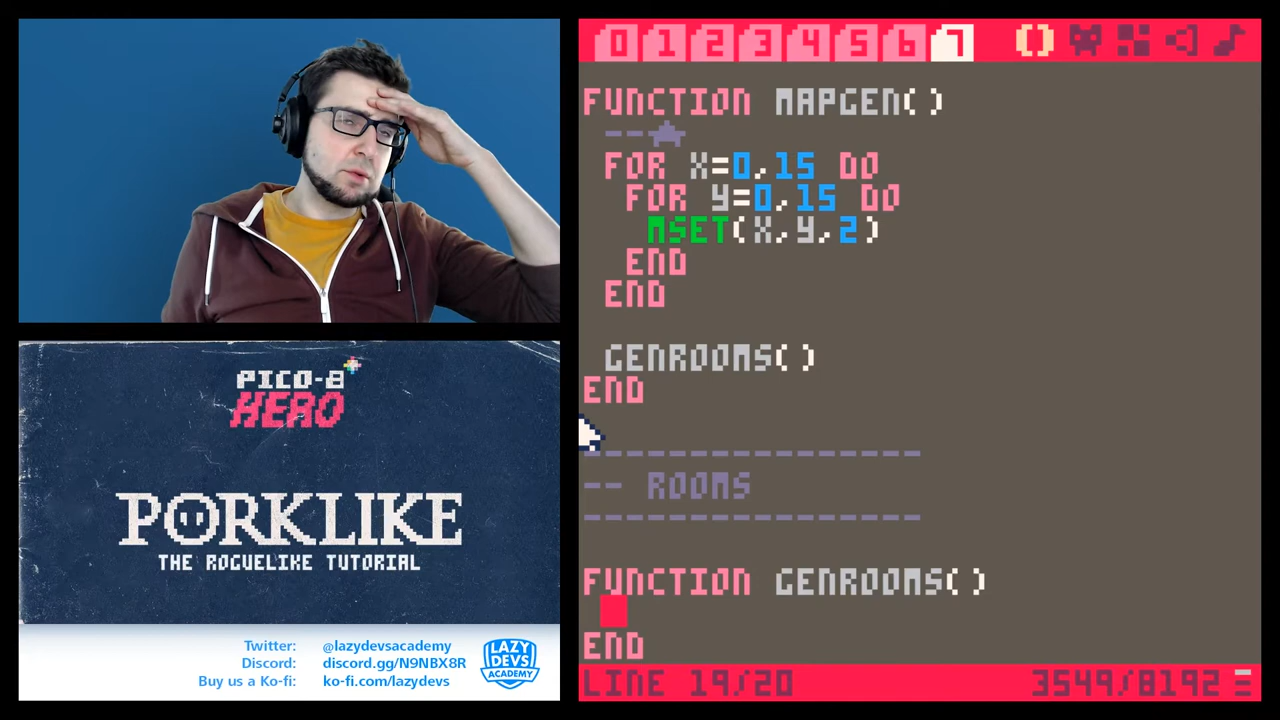 0 1 2 3 4 5 6 7
FUNCTION MAPGEN()
--
FOR X=0,15 DO
FOR Y=0,15 DO
MSET(X,Y,2)
END
END
GENROOMS()
END
----------------
-- ROOMS
----------------
FUNCTION GENROOMS()
END
LINE 19/20 3549/8192
PICO-8
HERO
PORKLIKE
THE ROGUELIKE TUTORIAL
Twitter: @lazydevsacademy
Discord: discord.gg/N9NBX8R
Buy us a Ko-fi: ko-fi.com/lazydevs
LAZY
DEVS
ACADEMY